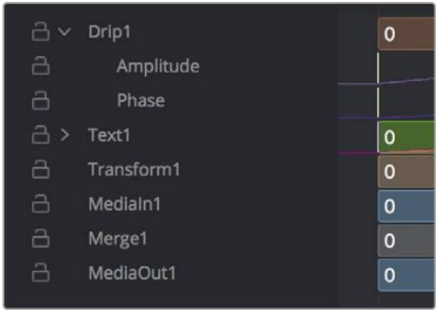 Drip1 0
Amplitude
Phase
Text1 0
Transform1 0
MediaIn1 0
Merge1 0
MediaOut1 0